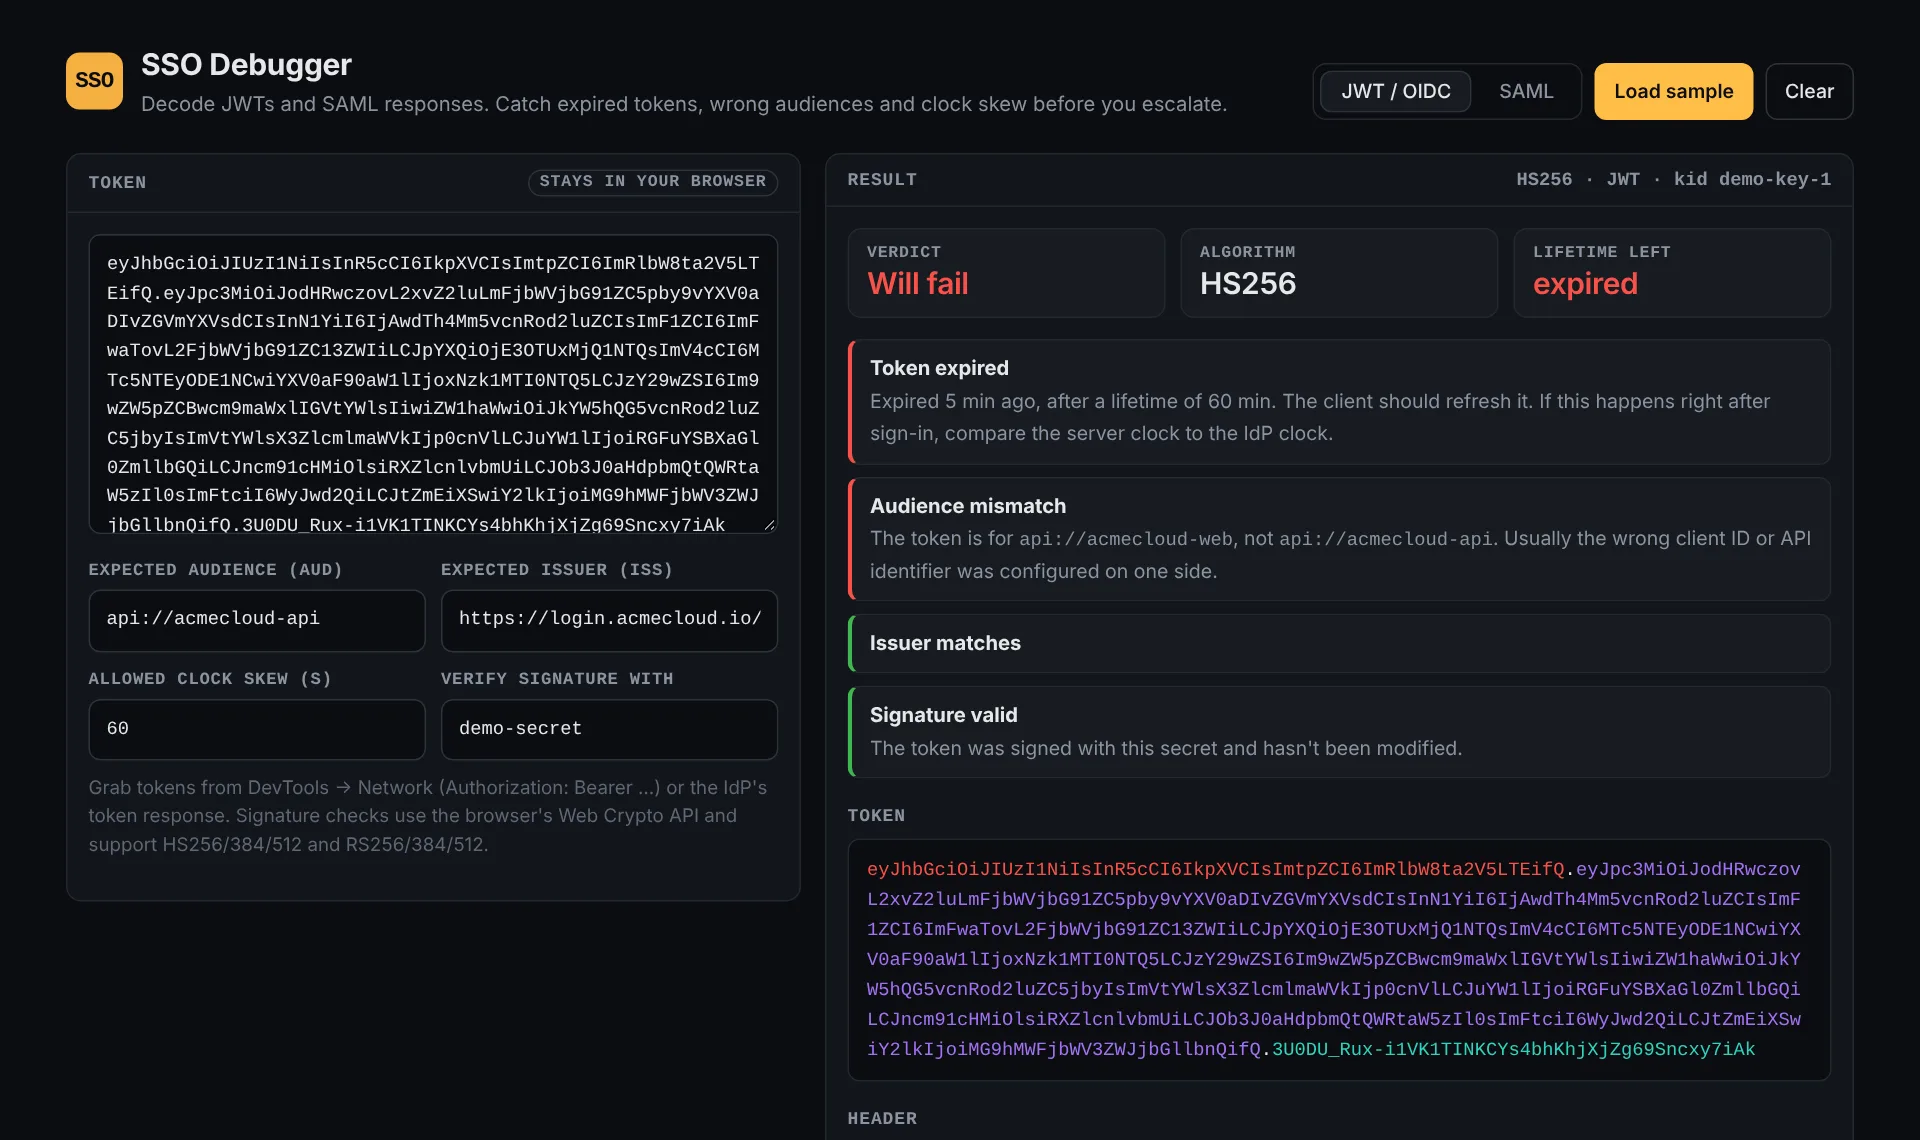 SSO
SSO Debugger
Decode JWTs and SAML responses. Catch expired tokens, wrong audiences and clock skew before you escalate.
JWT / OIDC
SAML
Load sample
Clear
TOKEN
STAYS IN YOUR BROWSER
eyJhbGciOiJIUzI1NiIsInR5cCI6IkpXVCIsImtpZCI6ImRlbW8ta2V5LT
EifQ.eyJpc3MiOiJodHRwczovL2xvZ2luLmFjbWVjbG91ZC5pby9vYXV0a
DIvZGVmYXVsdCIsInN1YiI6IjAwdTh4Mm5vcnRod2luZCIsImF1ZCI6ImF
waTovL2FjbWVjbG91ZC13ZWIiLCJpYXQiOjE3OTUxMjQ1NTQsImV4cCI6M
Tc5NTEyODE1NCwiYXV0aF90aW1lIjoxNzk1MTI0NTQ5LCJzY29wZSI6Im9
wZW5pZCBwcm9maWxlIGVtYWlsIiwiZW1haWwiOiJkYW5hQG5vcnRod2luZ
C5jbyIsImVtYWlsX3ZlcmlmaWVkIjp0cnVlLCJuYW1lIjoiRGFuYSBXaGl
0ZmllbGQiLCJncm91cHMiOlsiRXZlcnlvbmUiLCJOb3J0aHdpbmQtQWRta
W5zIl0sImFtciI6WyJwd2QiLCJtZmEiXSwiY2lkIjoiMG9hMWFjbWV3ZWJ
jbGllbnQifQ.3U0DU_Rux-i1VK1TINKCYs4bhKhjXjZg69Sncxy7iAk
EXPECTED AUDIENCE (AUD)
EXPECTED ISSUER (ISS)
api://acmecloud-api
https://login.acmecloud.io/
ALLOWED CLOCK SKEW (S)
VERIFY SIGNATURE WITH
60
demo-secret
Grab tokens from DevTools → Network (Authorization: Bearer ...) or the IdP's
token response. Signature checks use the browser's Web Crypto API and
support HS256/384/512 and RS256/384/512.
RESULT
HS256 · JWT · kid demo-key-1
VERDICT
Will fail
ALGORITHM
HS256
LIFETIME LEFT
expired
Token expired
Expired 5 min ago, after a lifetime of 60 min. The client should refresh it. If this happens right after
sign-in, compare the server clock to the IdP clock.
Audience mismatch
The token is for api://acmecloud-web, not api://acmecloud-api. Usually the wrong client ID or API
identifier was configured on one side.
Issuer matches
Signature valid
The token was signed with this secret and hasn't been modified.
TOKEN
eyJhbGciOiJIUzI1NiIsInR5cCI6IkpXVCIsImtpZCI6ImRlbW8ta2V5LTEifQ.eyJpc3MiOiJodHRwczov
L2xvZ2luLmFjbWVjbG91ZC5pby9vYXV0aDIvZGVmYXVsdCIsInN1YiI6IjAwdTh4Mm5vcnRod2luZCIsImF
1ZCI6ImFwaTovL2FjbWVjbG91ZC13ZWIiLCJpYXQiOjE3OTUxMjQ1NTQsImV4cCI6MTc5NTEyODE1NCwiYX
V0aF90aW1lIjoxNzk1MTI0NTQ5LCJzY29wZSI6Im9wZW5pZCBwcm9maWxlIGVtYWlsIiwiZW1haWwiOiJkY
W5hQG5vcnRod2luZC5jbyIsImVtYWlsX3ZlcmlmaWVkIjp0cnVlLCJuYW1lIjoiRGFuYSBXaGl0ZmllbGQi
LCJncm91cHMiOlsiRXZlcnlvbmUiLCJOb3J0aHdpbmQtQWRtaW5zIl0sImFtciI6WyJwd2QiLCJtZmEiXSw
iY2lkIjoiMG9hMWFjbWV3ZWJjbGllbnQifQ.3U0DU_Rux-i1VK1TINKCYs4bhKhjXjZg69Sncxy7iAk
HEADER